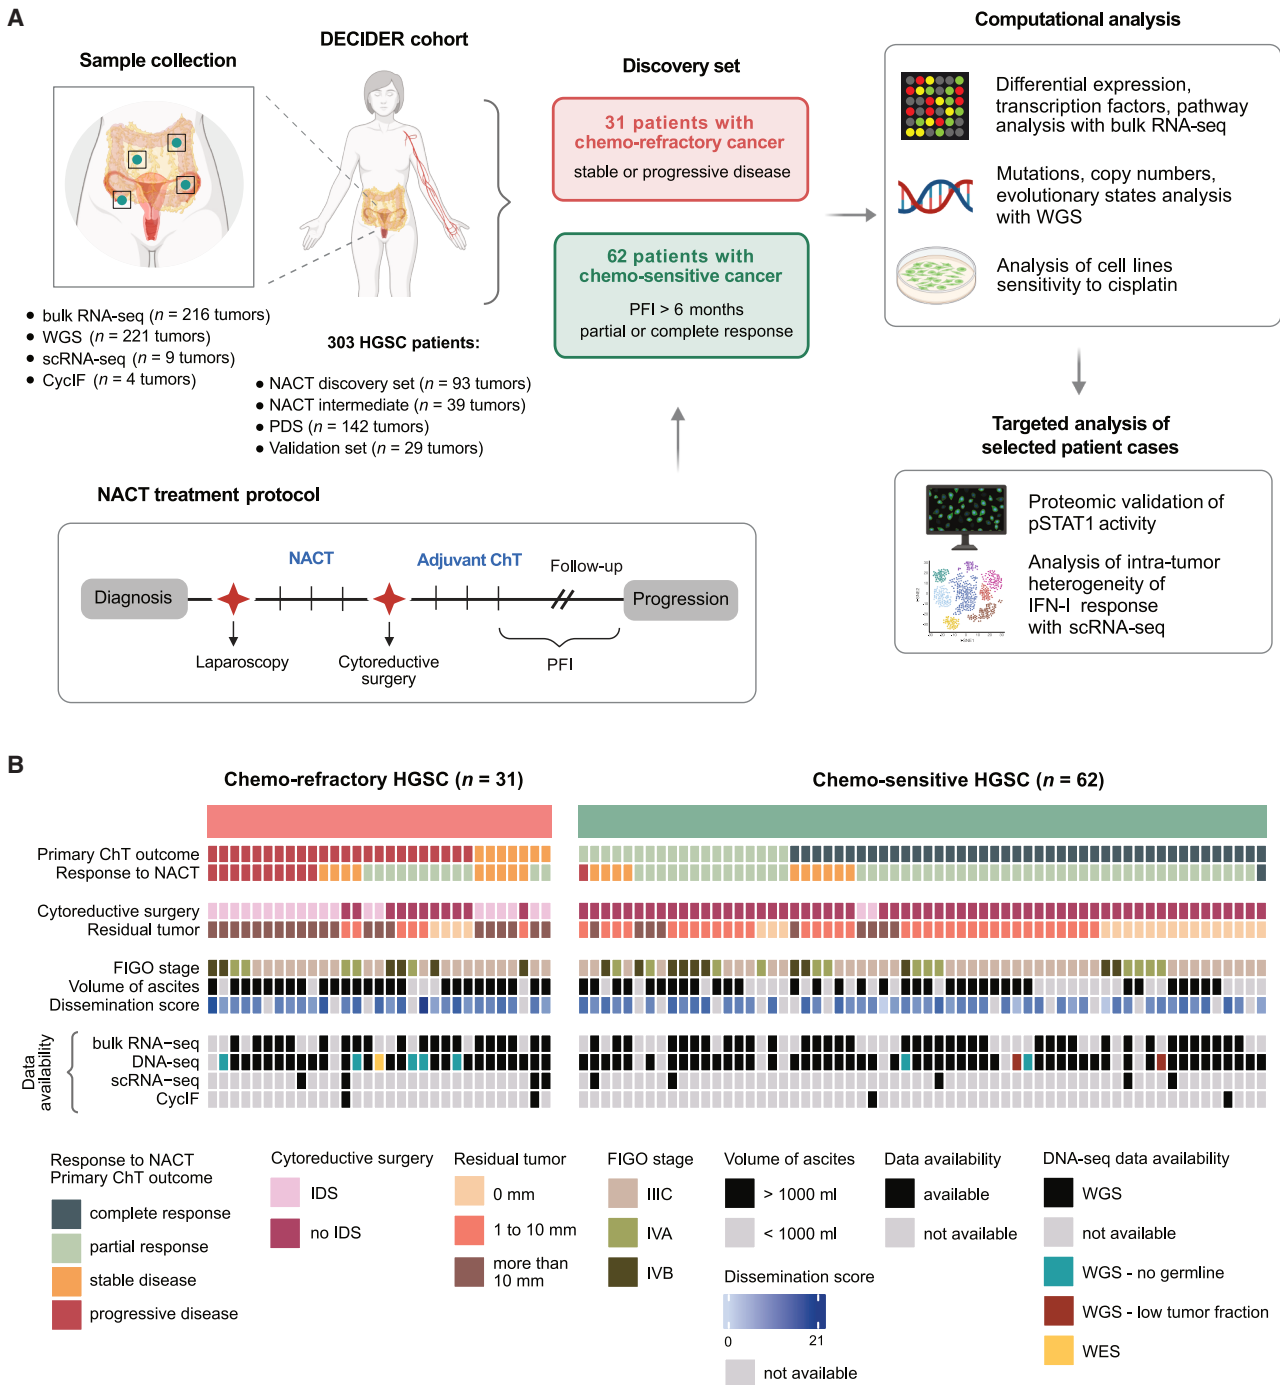 A
Sample collection
DECIDER cohort
Discovery set
Computational analysis
31 patients with
chemo-refractory cancer
stable or progressive disease
62 patients with
chemo-sensitive cancer
PFI > 6 months
partial or complete response
Differential expression,
transcription factors, pathway
analysis with bulk RNA-seq
Mutations, copy numbers,
evolutionary states analysis
with WGS
Analysis of cell lines
sensitivity to cisplatin
● bulk RNA-seq (n = 216 tumors)
● WGS (n = 221 tumors)
● scRNA-seq (n = 9 tumors)
● CycIF (n = 4 tumors)
303 HGSC patients:
● NACT discovery set (n = 93 tumors)
● NACT intermediate (n = 39 tumors)
● PDS (n = 142 tumors)
● Validation set (n = 29 tumors)
Targeted analysis of
selected patient cases
Proteomic validation of
pSTAT1 activity
Analysis of intra-tumor
heterogeneity of
IFN-I response
with scRNA-seq
NACT treatment protocol
Diagnosis
NACT
Adjuvant ChT
Follow-up
Progression
Laparoscopy
Cytoreductive
surgery
PFI
B
Chemo-refractory HGSC (n = 31)
Chemo-sensitive HGSC (n = 62)
Primary ChT outcome
Response to NACT
Cytoreductive surgery
Residual tumor
FIGO stage
Volume of ascites
Dissemination score
Data
availability
bulk RNA−seq
DNA-seq
scRNA−seq
CycIF
Response to NACT
Primary ChT outcome
complete response
partial response
stable disease
progressive disease
Cytoreductive surgery
IDS
no IDS
Residual tumor
0 mm
1 to 10 mm
more than
10 mm
FIGO stage
IIIC
IVA
IVB
Volume of ascites
> 1000 ml
< 1000 ml
Dissemination score
0 21
not available
Data availability
available
not available
DNA-seq data availability
WGS
not available
WGS - no germline
WGS - low tumor fraction
WES